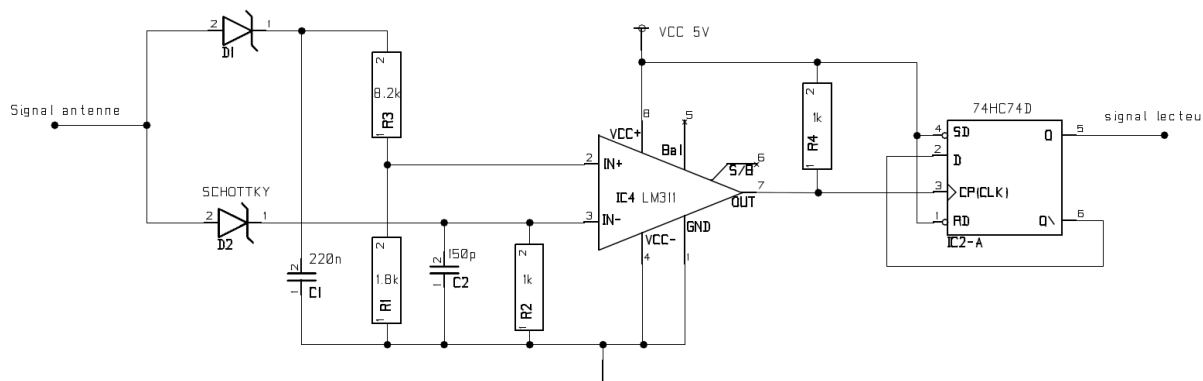 VCC 5V
2 1
D1
Signal antenne
2
8.2k
1
R3
8
VCC+
5
Bal
2
1k
1
R4
74HC74D
4 SD
Q 5
signal lecteu
2 D
3 CP(CLK)
1 RD
Q\ 6
IC2-A
2 IN+
IC4 LM311
S/B 6
7
OUT
SCHOTTKY
2 1
D2
3 IN-
GND
VCC-
4
1
220n
2
1
C1
2
1.8k
1
R1
150p
2
1
C2
2
1k
1
R2